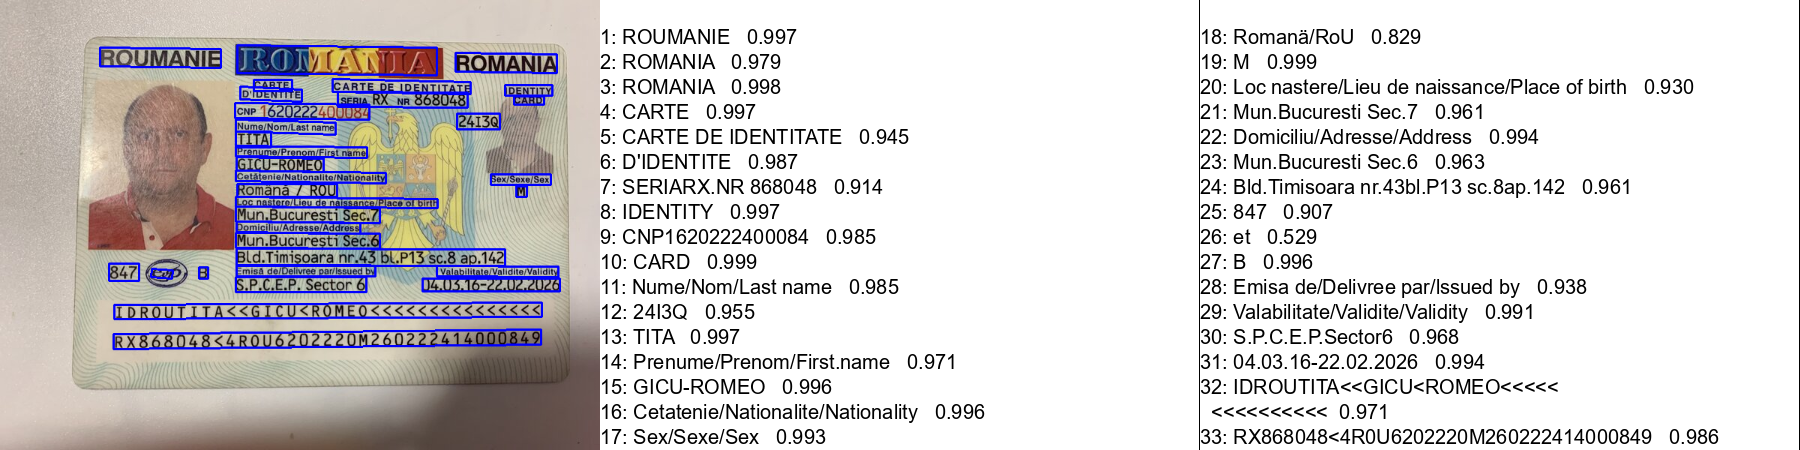 ROUMANIE ROMANIA ROMANIA
CARTE D'IDENTITE
CARTE DE IDENTITATE
IDENTITY CARD
SERIA RX NR 868048
CNP 1620222400084
24I3Q
Nume/Nom/Last name
TITA
Prenume/Prenom/First name
GICU-ROMEO
Cetăţenie/Nationalite/Nationality
Sex/Sexe/Sex
Română / ROU
M
Loc nastere/Lieu de naissance/Place of birth
Mun.Bucureşti Sec.7
Domiciliu/Adresse/Address
Mun.Bucureşti Sec.6
Bld.Timişoara nr.43 bl.P13 sc.8 ap.142
847
B
Emisă de/Delivree par/Issued by
Valabilitate/Validite/Validity
S.P.C.E.P. Sector 6
04.03.16-22.02.2026
IDROUTITA<<GICU<ROMEO<<<<<<<<<<<<<<<
RX868048<4ROU6202220M260222414000849
1: ROUMANIE 0.997
2: ROMANIA 0.979
3: ROMANIA 0.998
4: CARTE 0.997
5: CARTE DE IDENTITATE 0.945
6: D'IDENTITE 0.987
7: SERIARX.NR 868048 0.914
8: IDENTITY 0.997
9: CNP1620222400084 0.985
10: CARD 0.999
11: Nume/Nom/Last name 0.985
12: 24I3Q 0.955
13: TITA 0.997
14: Prenume/Prenom/First.name 0.971
15: GICU-ROMEO 0.996
16: Cetatenie/Nationalite/Nationality 0.996
17: Sex/Sexe/Sex 0.993
18: Romanä/RoU 0.829
19: M 0.999
20: Loc nastere/Lieu de naissance/Place of birth 0.930
21: Mun.Bucuresti Sec.7 0.961
22: Domiciliu/Adresse/Address 0.994
23: Mun.Bucuresti Sec.6 0.963
24: Bld.Timisoara nr.43bl.P13 sc.8ap.142 0.961
25: 847 0.907
26: et 0.529
27: B 0.996
28: Emisa de/Delivree par/Issued by 0.938
29: Valabilitate/Validite/Validity 0.991
30: S.P.C.E.P.Sector6 0.968
31: 04.03.16-22.02.2026 0.994
32: IDROUTITA<<GICU<ROMEO<<<<<
<<<<<<<<<< 0.971
33: RX868048<4R0U6202220M260222414000849 0.986